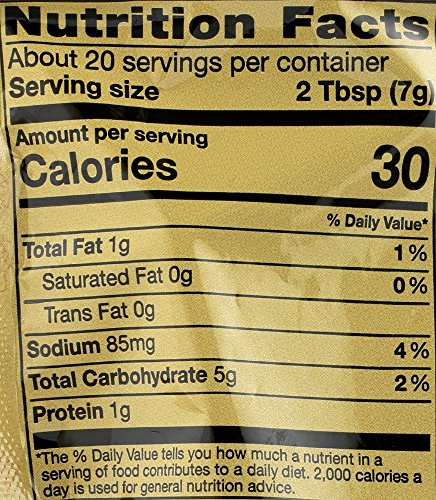 Nutrition Facts
About 20 servings per container
Serving size 2 Tbsp (7g)
Amount per serving
Calories 30
% Daily Value*
Total Fat 1g 1%
Saturated Fat 0g 0%
Trans Fat 0g
Sodium 85mg 4%
Total Carbohydrate 5g 2%
Protein 1g
*The % Daily Value tells you how much a nutrient in a
serving of food contributes to a daily diet. 2,000 calories a
day is used for general nutrition advice.